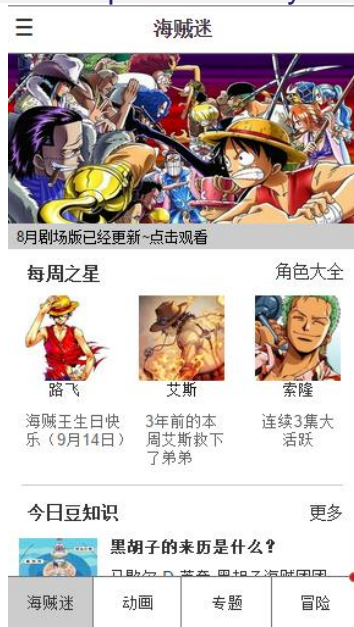 海贼迷
8月剧场版已经更新~点击观看
每周之星
角色大全
路飞
艾斯
索隆
海贼王生日快
乐（9月14日）
3年前的本
周艾斯救下
了弟弟
连续3集大
活跃
今日豆知识
更多
黑胡子的来历是什么？
海贼迷
动画
专题
冒险